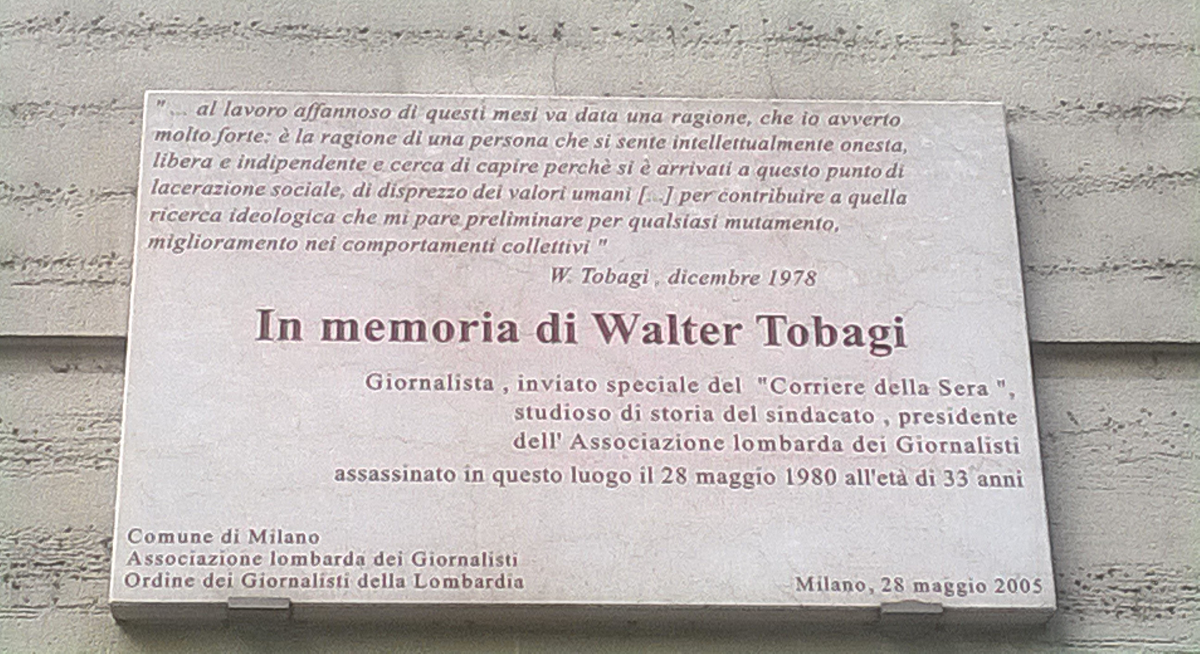 "... al lavoro affannoso di questi mesi va data una ragione, che io avverto
molto forte: è la ragione di una persona che si sente intellettualmente onesta,
libera e indipendente e cerca di capire perchè si è arrivati a questo punto di
lacerazione sociale, di disprezzo dei valori umani [...] per contribuire a quella
ricerca ideologica che mi pare preliminare per qualsiasi mutamento,
miglioramento nei comportamenti collettivi "
W. Tobagi , dicembre 1978
In memoria di Walter Tobagi
Giornalista , inviato speciale del "Corriere della Sera ",
studioso di storia del sindacato , presidente
dell' Associazione lombarda dei Giornalisti
assassinato in questo luogo il 28 maggio 1980 all'età di 33 anni
Comune di Milano
Associazione lombarda dei Giornalisti
Ordine dei Giornalisti della Lombardia
Milano, 28 maggio 2005